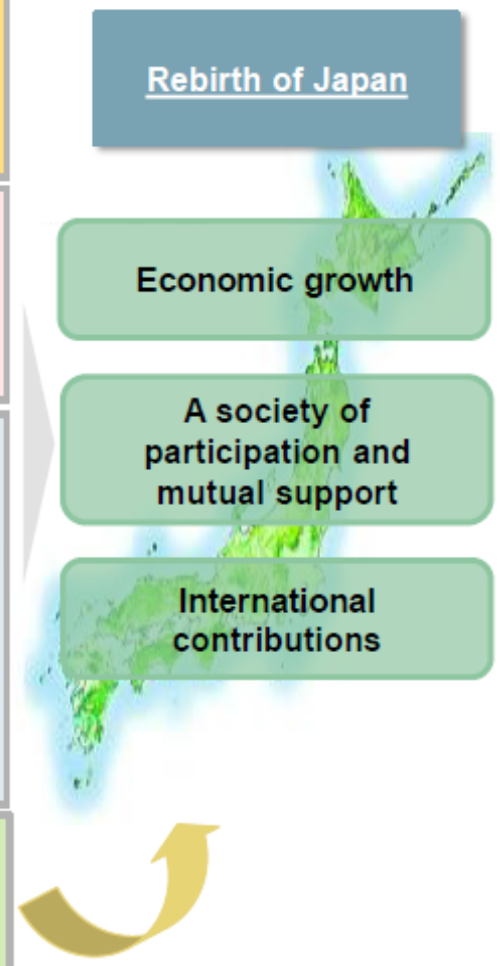 Rebirth of Japan
Economic growth
A society of
participation and
mutual support
International
contributions